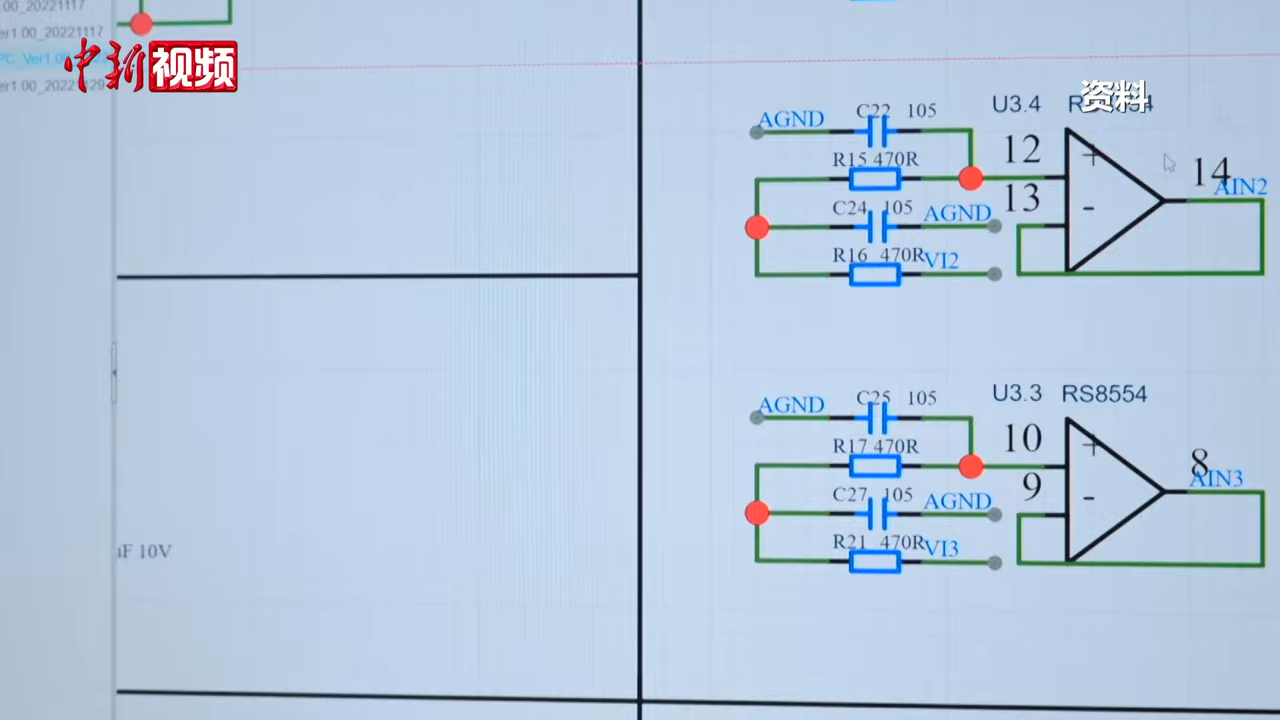 00_20221117
er1.00_20221117
中新视频
资料
U3.4
AGND
C22 105
12
R15 470R
14
AIN2
13
C24 105
AGND
R16 470R
VI2
U3.3 RS8554
AGND
C25 105
10
R17 470R
8
AIN3
9
C27 105
AGND
R21 470R
VI3
uF 10V